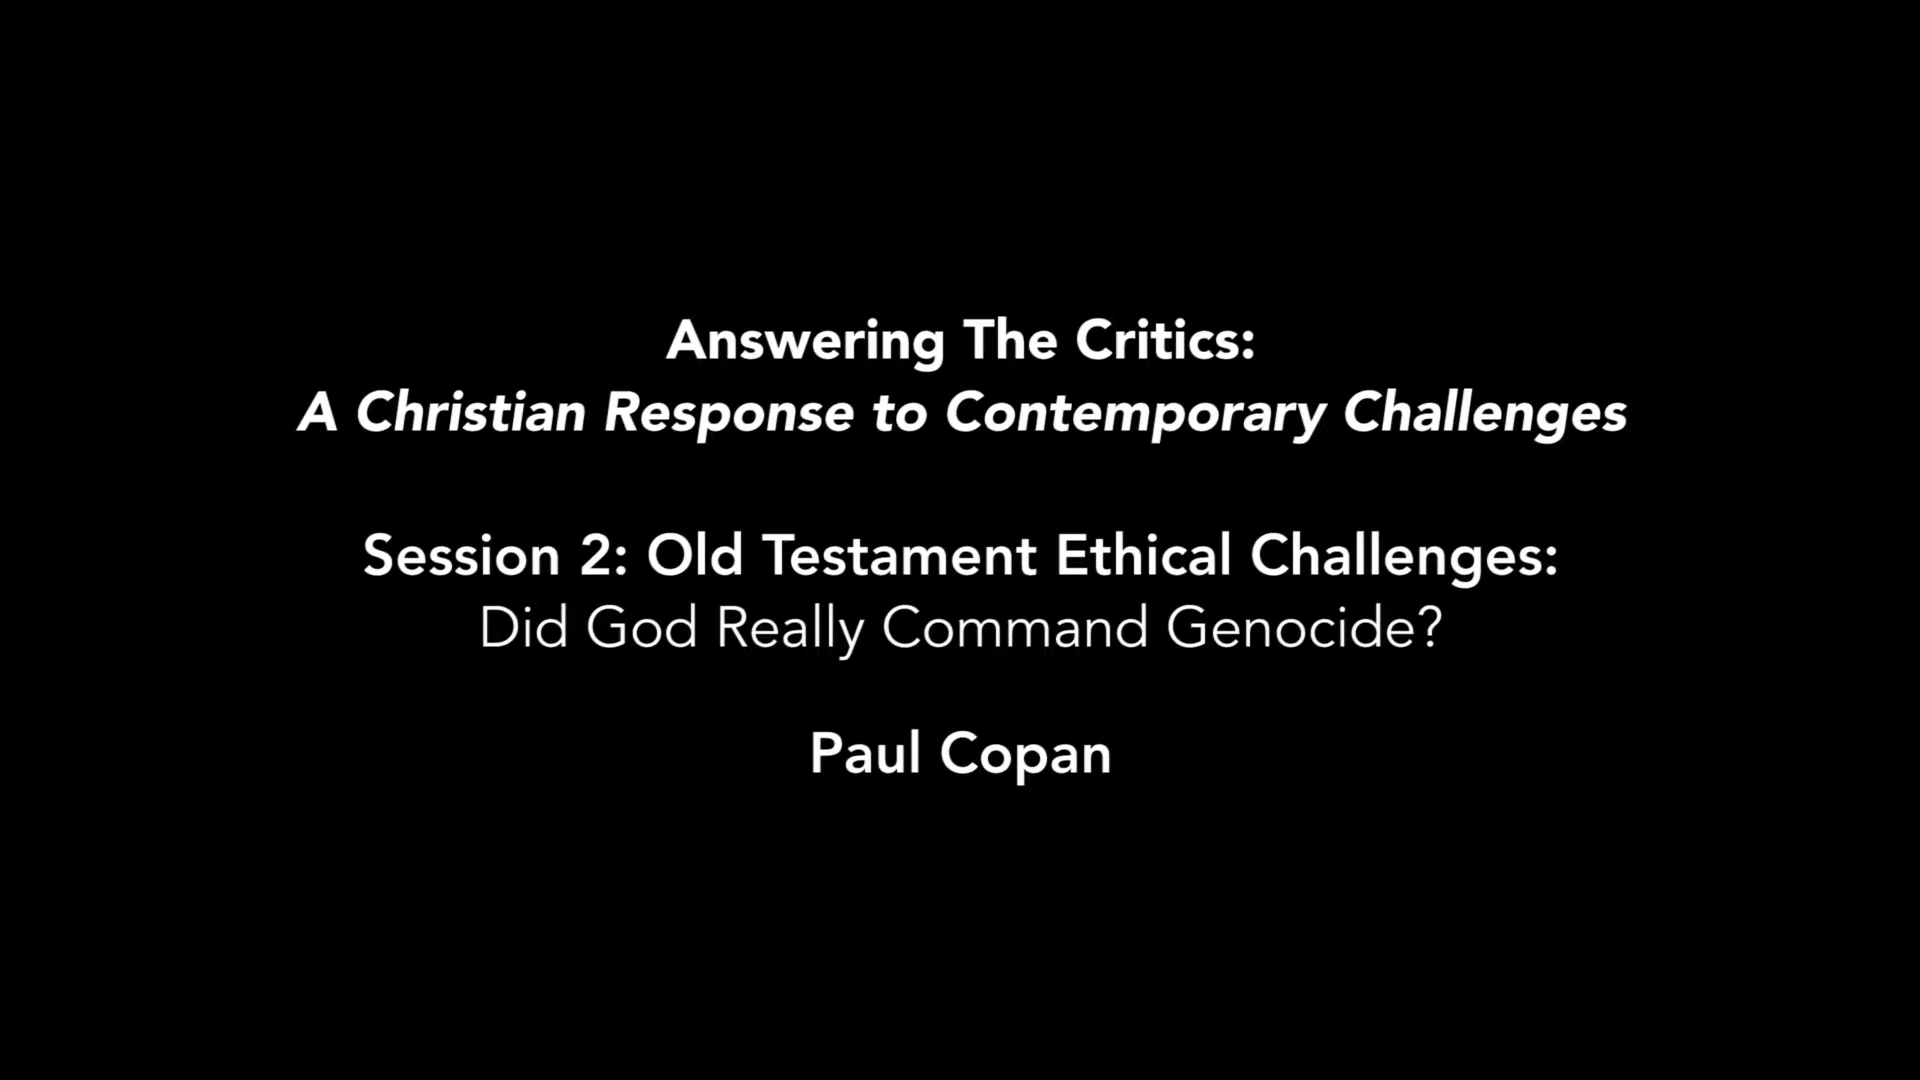 Answering The Critics:
A Christian Response to Contemporary Challenges
Session 2: Old Testament Ethical Challenges:
Did God Really Command Genocide?
Paul Copan